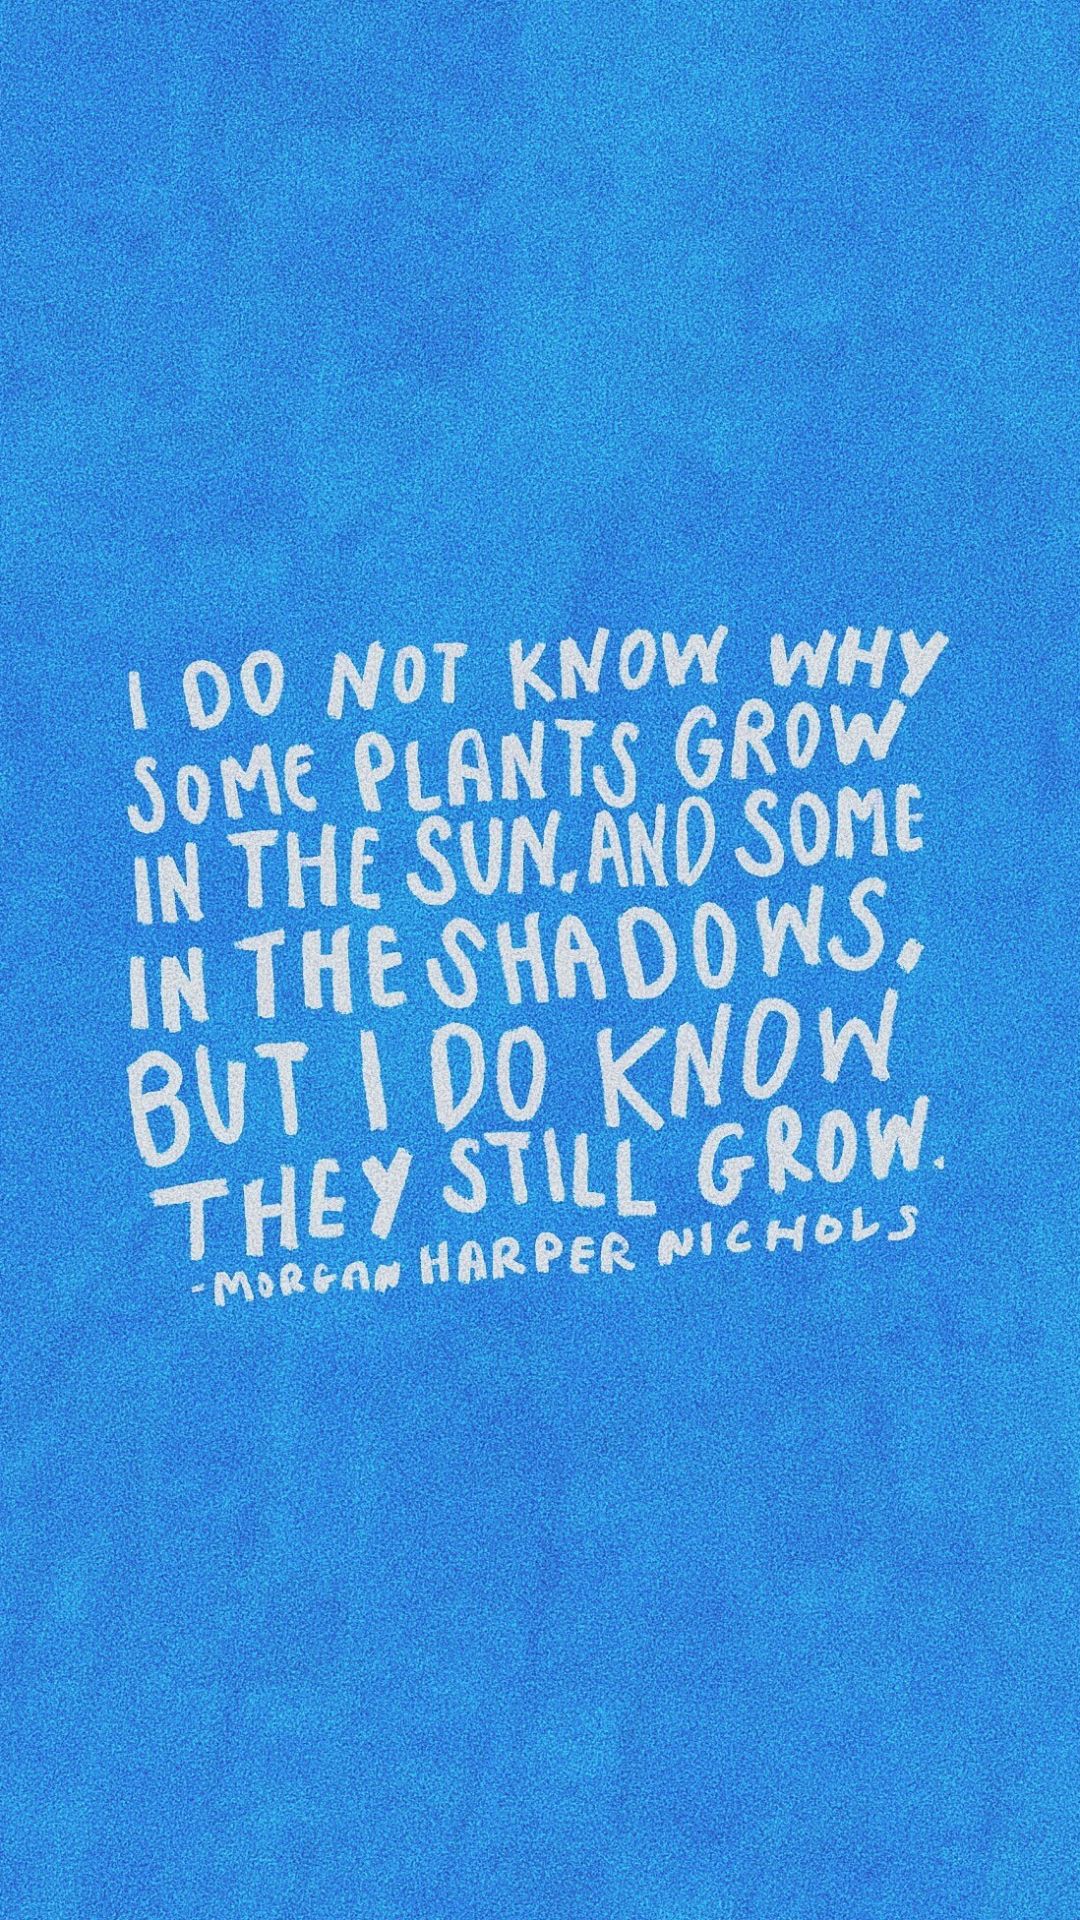 I DO NOT KNOW WHY
SOME PLANTS GROW
IN THE SUN, AND SOME
IN THE SHADOWS,
BUT I DO KNOW
THEY STILL GROW.
-MORGAN HARPER NICHOLS